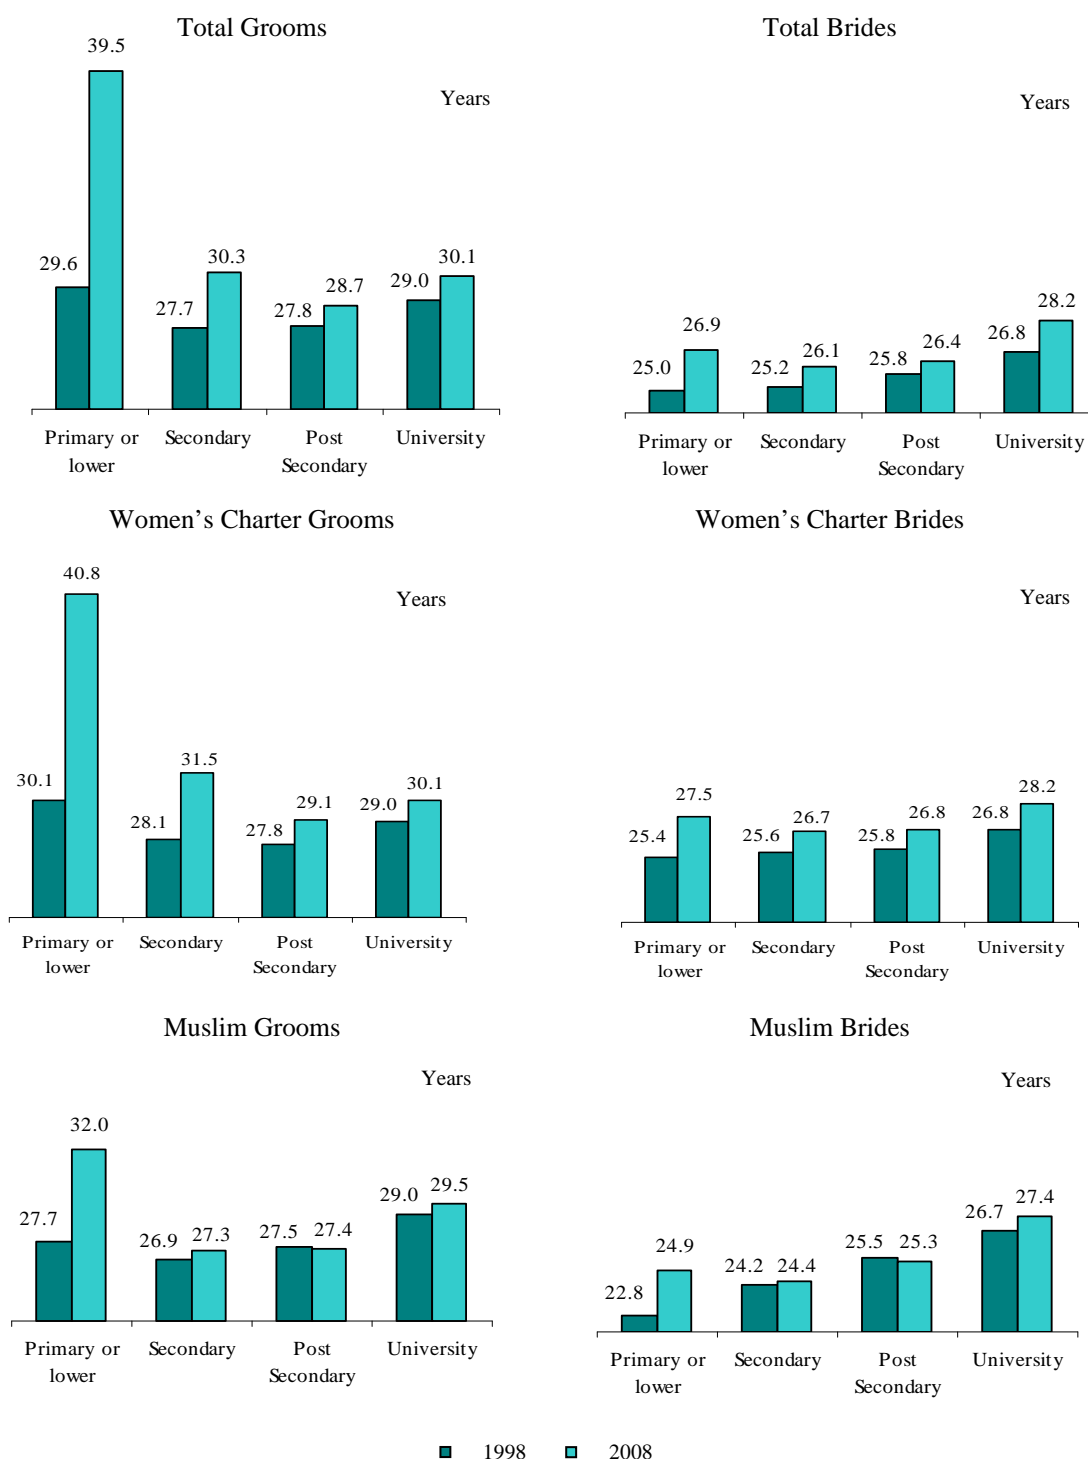 Total Grooms
39.5
Years
29.6
27.7
30.3
27.8
28.7
29.0
30.1
Primary or
lower
Secondary
Post
Secondary
University
Total Brides
Years
25.0
26.9
25.2
26.1
25.8
26.4
26.8
28.2
Primary or
lower
Secondary
Post
Secondary
University
Women’s Charter Grooms
40.8
Years
30.1
28.1
31.5
27.8
29.1
29.0
30.1
Primary or
lower
Secondary
Post
Secondary
University
Women’s Charter Brides
Years
25.4
27.5
25.6
26.7
25.8
26.8
26.8
28.2
Primary or
lower
Secondary
Post
Secondary
University
Muslim Grooms
Years
27.7
32.0
26.9
27.3
27.5
27.4
29.0
29.5
Primary or
lower
Secondary
Post
Secondary
University
Muslim Brides
Years
22.8
24.9
24.2
24.4
25.5
25.3
26.7
27.4
Primary or
lower
Secondary
Post
Secondary
University
1998
2008